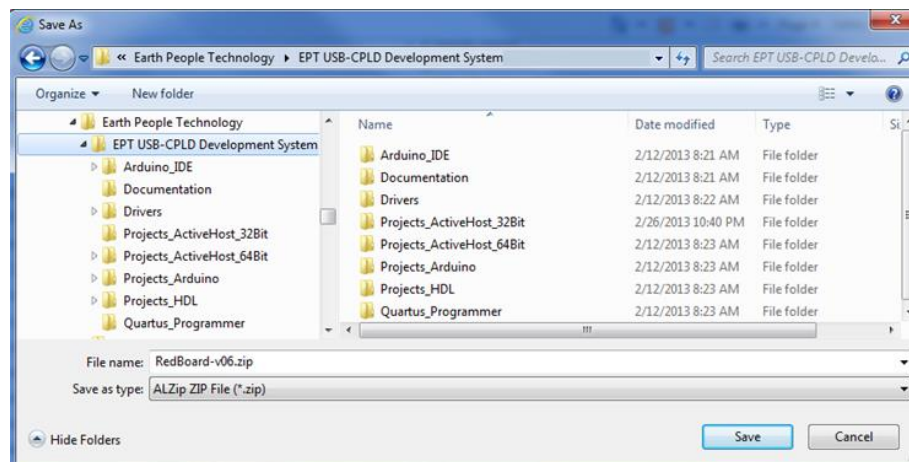 Save As
« Earth People Technology ▸ EPT USB-CPLD Development System
Search EPT USB-CPLD Develo...
Organize ▾ New folder
Earth People Technology
EPT USB-CPLD Development System
Arduino_IDE
Documentation
Drivers
Projects_ActiveHost_32Bit
Projects_ActiveHost_64Bit
Projects_Arduino
Projects_HDL
Quartus_Programmer
Name Date modified Type Si
Arduino_IDE 2/12/2013 8:21 AM File folder
Documentation 2/12/2013 8:21 AM File folder
Drivers 2/12/2013 8:22 AM File folder
Projects_ActiveHost_32Bit 2/26/2013 10:40 PM File folder
Projects_ActiveHost_64Bit 2/12/2013 8:23 AM File folder
Projects_Arduino 2/12/2013 8:23 AM File folder
Projects_HDL 2/12/2013 8:23 AM File folder
Quartus_Programmer 2/12/2013 8:23 AM File folder
File name: RedBoard-v06.zip
Save as type: ALZip ZIP File (*.zip)
Hide Folders Save Cancel